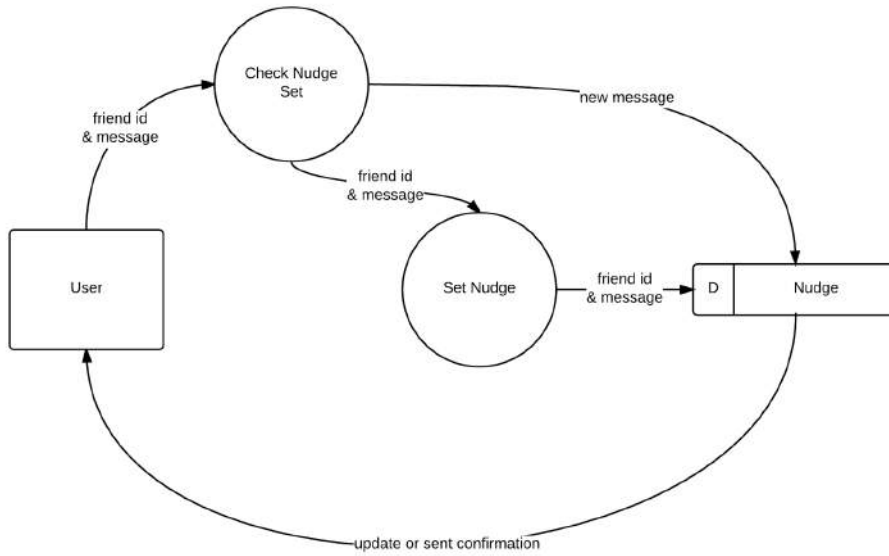 Check Nudge
Set
new message
friend id
& message
friend id
& message
User
Set Nudge
friend id
& message
D
Nudge
update or sent confirmation